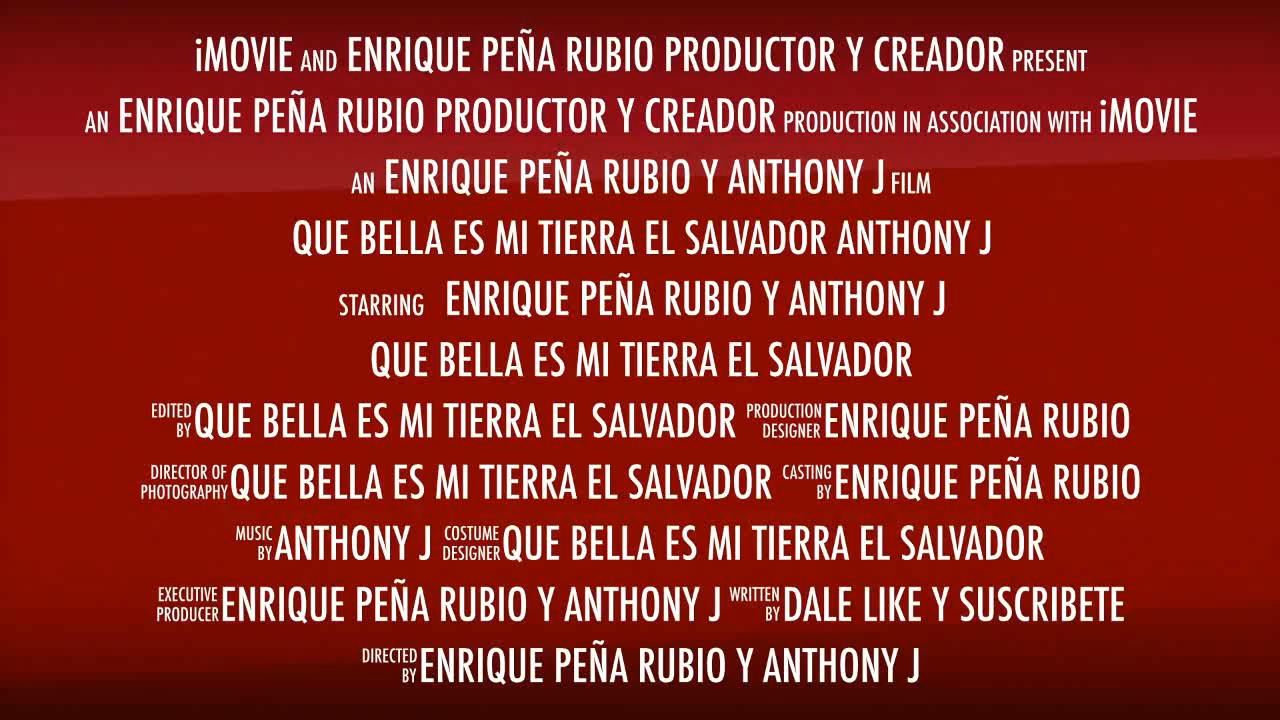 iMOVIE AND ENRIQUE PEÑA RUBIO PRODUCTOR Y CREADOR PRESENT
AN ENRIQUE PEÑA RUBIO PRODUCTOR Y CREADOR PRODUCTION IN ASSOCIATION WITH iMOVIE
AN ENRIQUE PEÑA RUBIO Y ANTHONY J FILM
QUE BELLA ES MI TIERRA EL SALVADOR ANTHONY J
STARRING ENRIQUE PEÑA RUBIO Y ANTHONY J
QUE BELLA ES MI TIERRA EL SALVADOR
EDITED BY QUE BELLA ES MI TIERRA EL SALVADOR PRODUCTION DESIGNER ENRIQUE PEÑA RUBIO
DIRECTOR OF PHOTOGRAPHY QUE BELLA ES MI TIERRA EL SALVADOR CASTING BY ENRIQUE PEÑA RUBIO
MUSIC BY ANTHONY J COSTUME DESIGNER QUE BELLA ES MI TIERRA EL SALVADOR
EXECUTIVE PRODUCER ENRIQUE PEÑA RUBIO Y ANTHONY J WRITTEN BY DALE LIKE Y SUSCRIBETE
DIRECTED BY ENRIQUE PEÑA RUBIO Y ANTHONY J